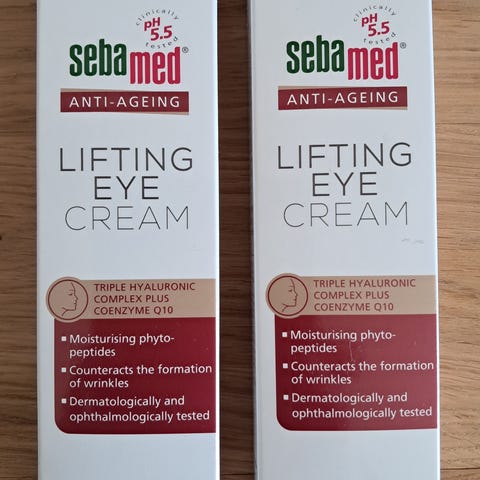 clinically
pH
5.5
tested
sebamed®
ANTI-AGEING
LIFTING
EYE
CREAM
TRIPLE HYALURONIC
COMPLEX PLUS
COENZYME Q10
▪ Moisturising phyto-
peptides
▪ Counteracts the formation
of wrinkles
▪ Dermatologically and
ophthalmologically tested
clinically
pH
5.5
tested
sebamed®
ANTI-AGEING
LIFTING
EYE
CREAM
TRIPLE HYALURONIC
COMPLEX PLUS
COENZYME Q10
▪ Moisturising phyto-
peptides
▪ Counteracts the formation
of wrinkles
▪ Dermatologically and
ophthalmologically tested